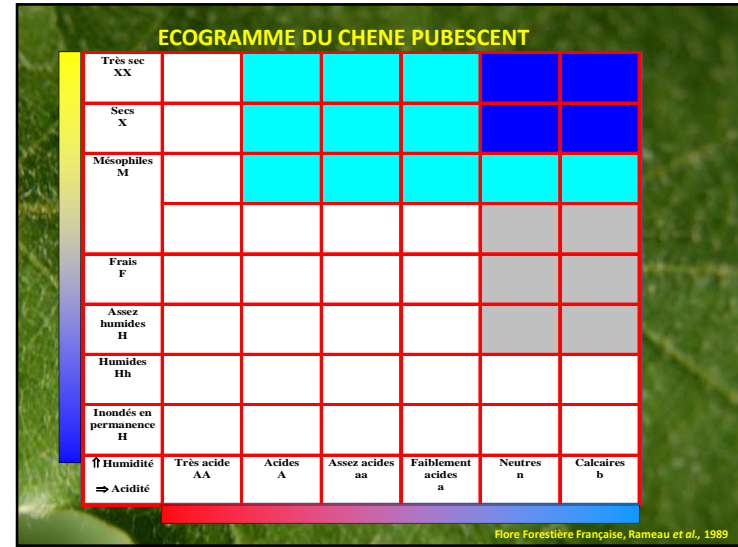 ECOGRAMME DU CHENE PUBESCENT
Très sec
XX
Secs
X
Mésophiles
M
Frais
F
Assez
humides
H
Humides
Hh
Inondés en
permanence
H
⇑ Humidité
⇒ Acidité
Très acide
AA
Acides
A
Assez acides
aa
Faiblement
acides
a
Neutres
n
Calcaires
b
Flore Forestière Française, Rameau et al., 1989